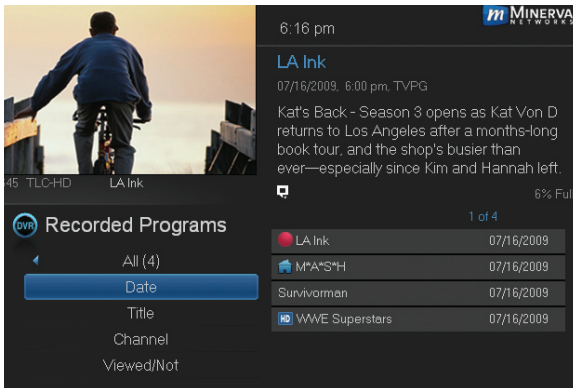 6:16 pm
m MINERVA
NETWORKS
LA Ink
07/16/2009, 6:00 pm, TVPG
Kat's Back - Season 3 opens as Kat Von D
returns to Los Angeles after a months-long
book tour, and the shop's busier than
ever—especially since Kim and Hannah left.
6% Full
645 TLC-HD LA Ink
DVR Recorded Programs
All (4)
Date
Title
Channel
Viewed/Not
1 of 4
LA Ink 07/16/2009
M*A*S*H 07/16/2009
Survivorman 07/16/2009
HD WWE Superstars 07/16/2009